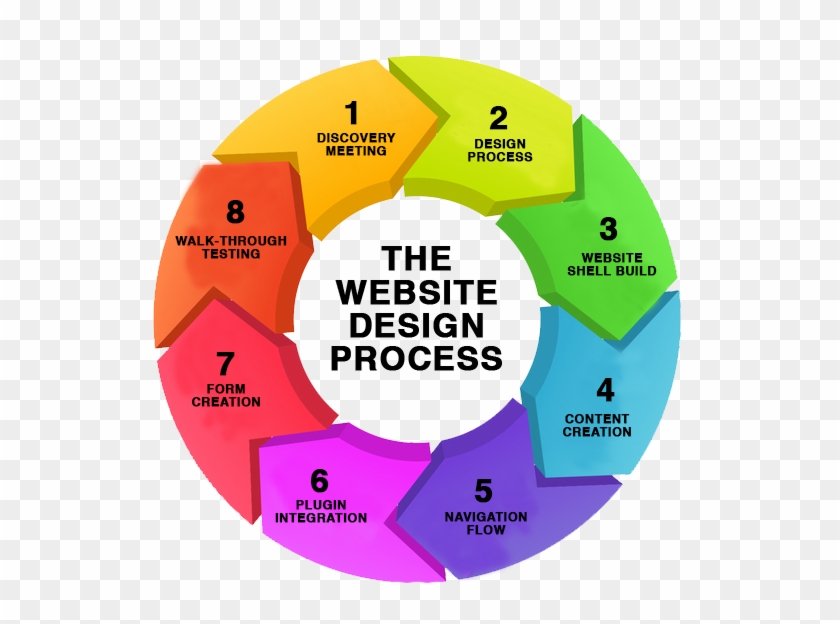 THE
WEBSITE
DESIGN
PROCESS
1
DISCOVERY
MEETING
2
DESIGN
PROCESS
3
WEBSITE
SHELL BUILD
4
CONTENT
CREATION
5
NAVIGATION
FLOW
6
PLUGIN
INTEGRATION
7
FORM
CREATION
8
WALK-THROUGH
TESTING